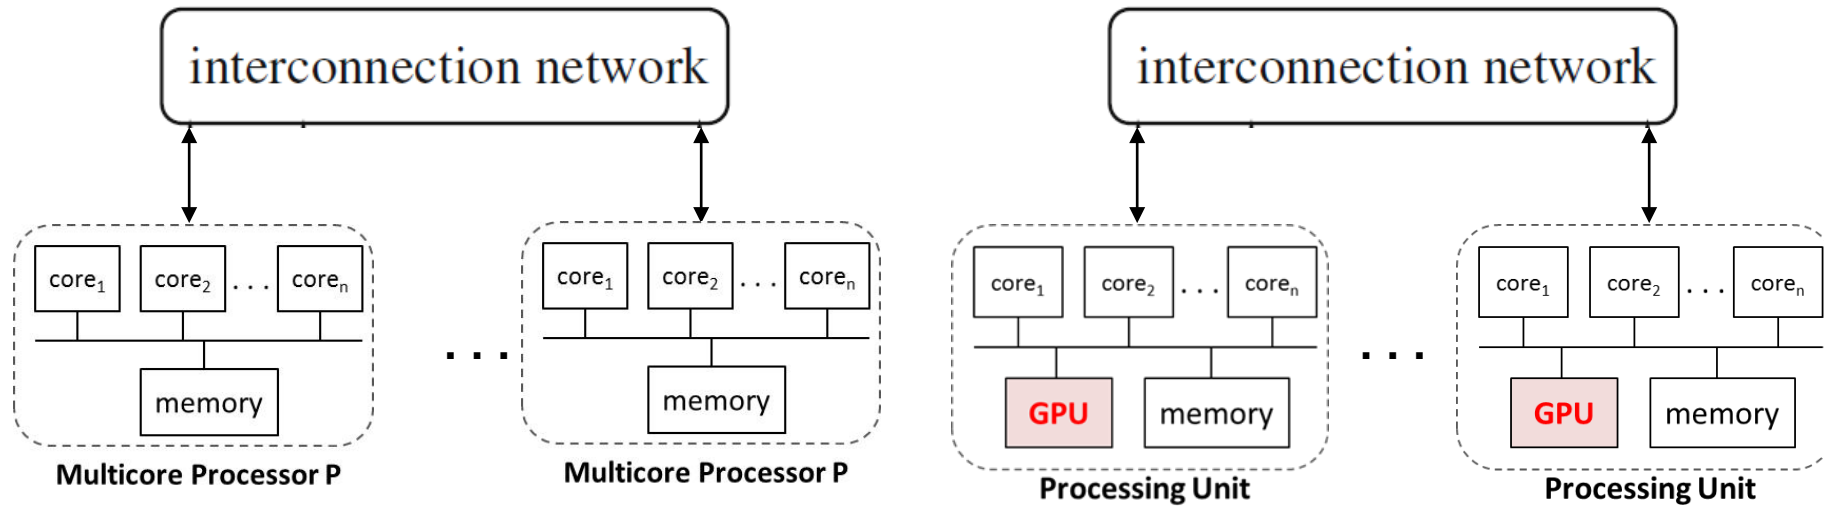 interconnection network
interconnection network
core1 core2 ... coren
core1 core2 ... coren
core1 core2 ... coren
core1 core2 ... coren
...
...
memory
memory
GPU memory
GPU memory
Multicore Processor P
Multicore Processor P
Processing Unit
Processing Unit